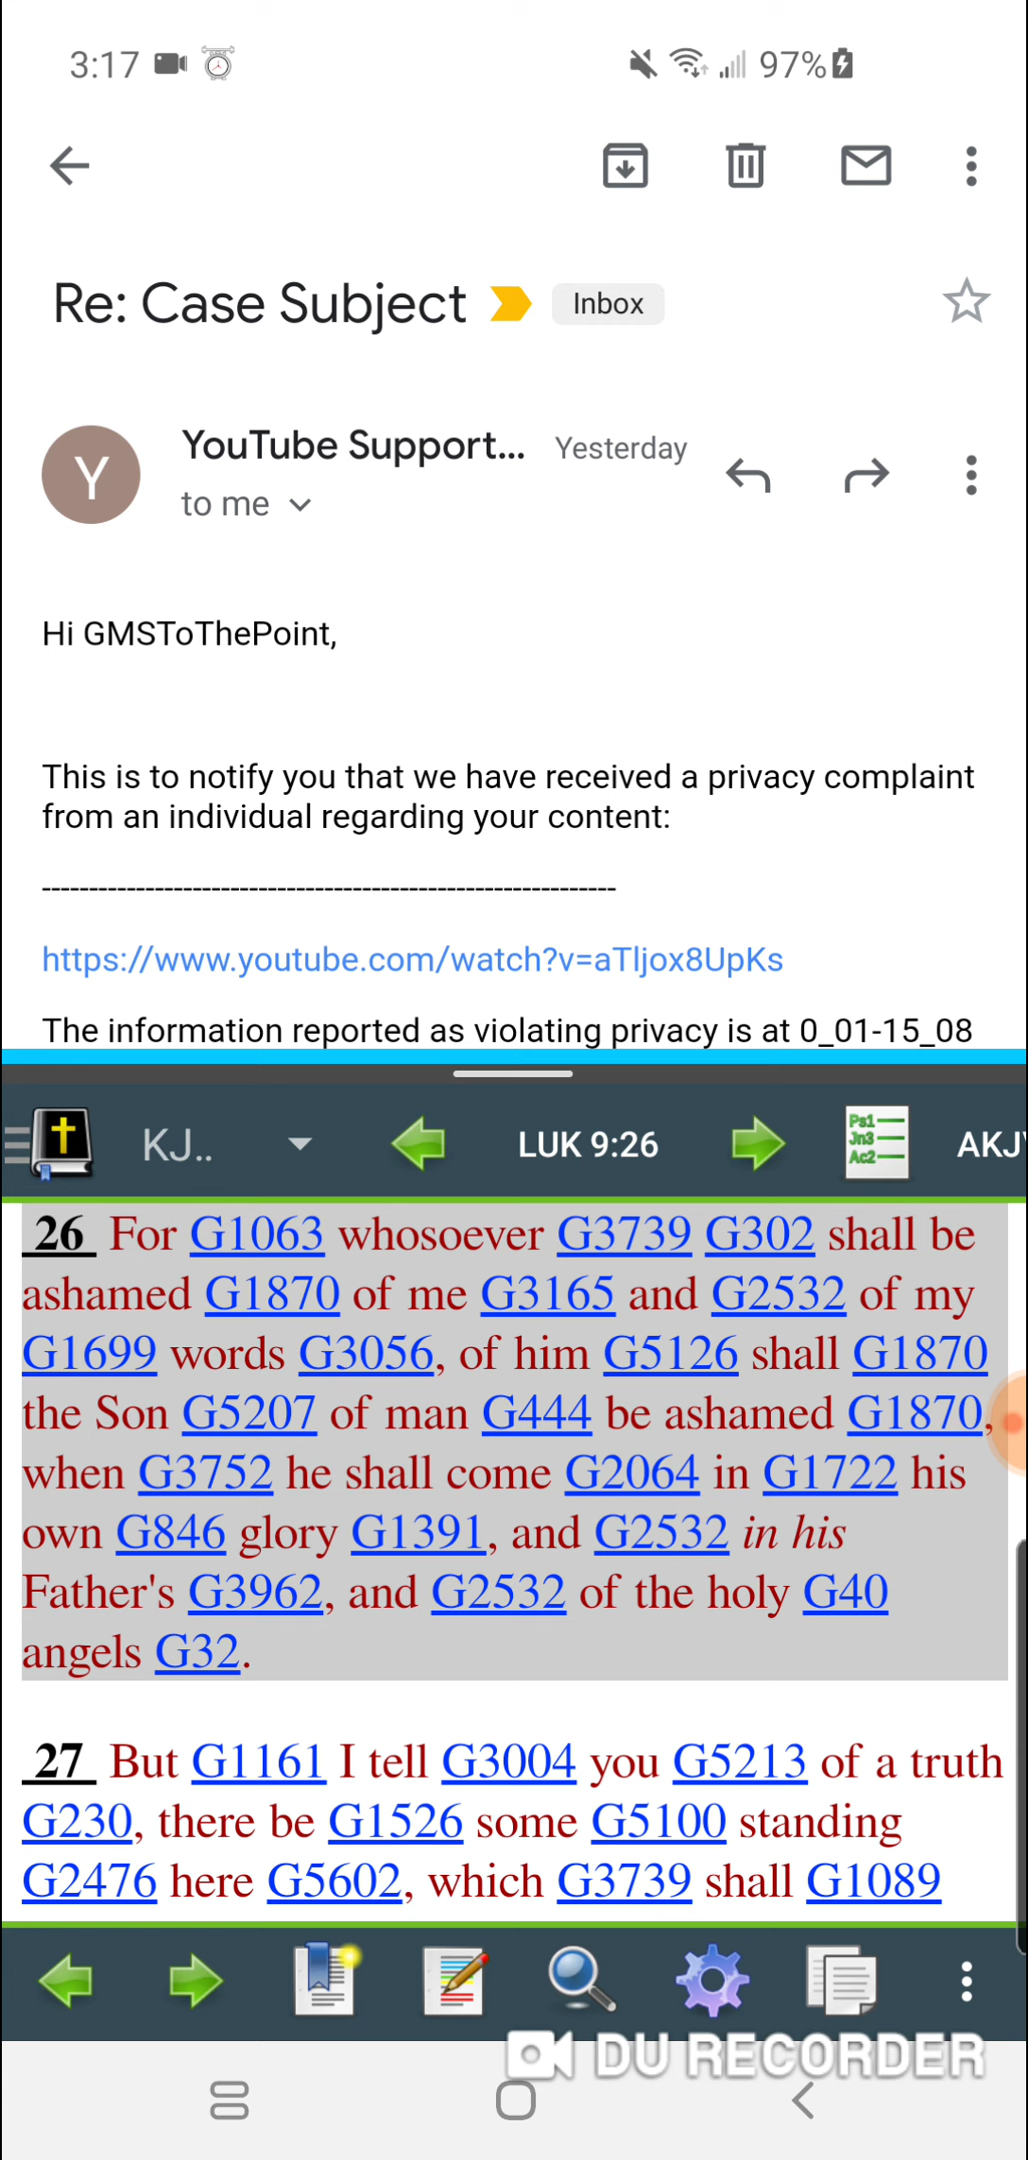 3:17
97%
Re: Case Subject
Inbox
Y
YouTube Support...
Yesterday
to me
Hi GMSToThePoint,
This is to notify you that we have received a privacy complaint
from an individual regarding your content:
------------------------------------------------------------
https://www.youtube.com/watch?v=aTljox8UpKs
The information reported as violating privacy is at 0_01-15_08
KJ..
LUK 9:26
Ps1
Jn3
Ac2
AKJV
26 For G1063 whosoever G3739 G302 shall be
ashamed G1870 of me G3165 and G2532 of my
G1699 words G3056, of him G5126 shall G1870
the Son G5207 of man G444 be ashamed G1870,
when G3752 he shall come G2064 in G1722 his
own G846 glory G1391, and G2532 in his
Father's G3962, and G2532 of the holy G40
angels G32.
27 But G1161 I tell G3004 you G5213 of a truth
G230, there be G1526 some G5100 standing
G2476 here G5602, which G3739 shall G1089
DU RECORDER